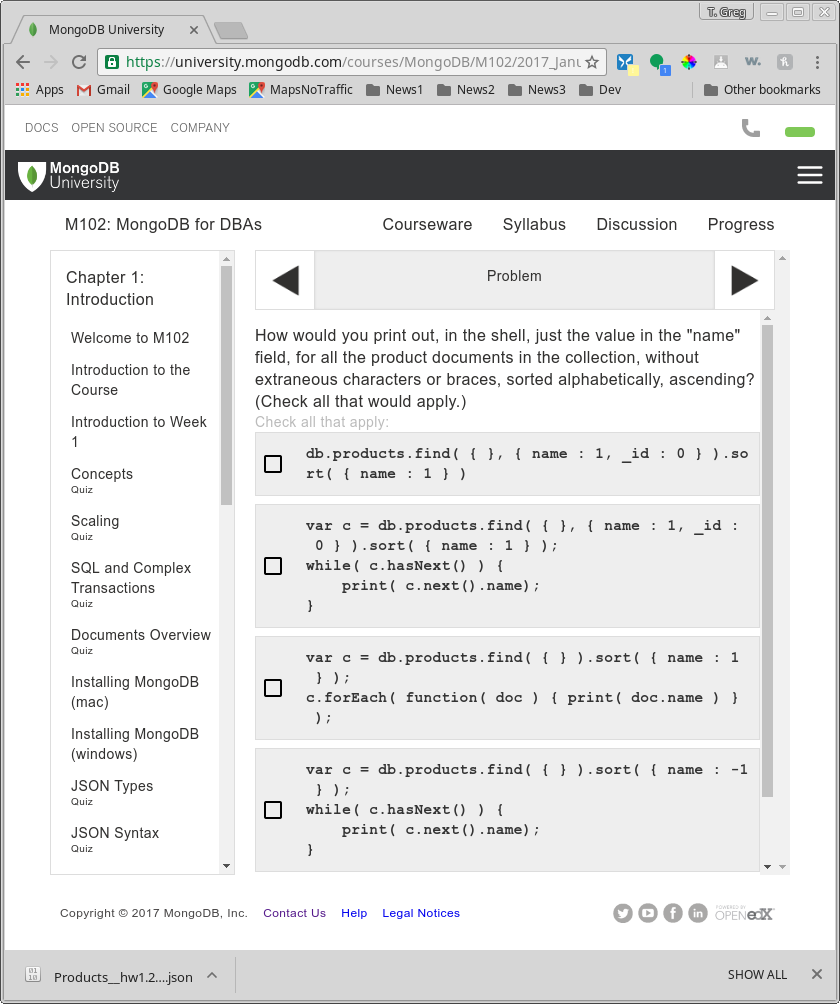 T. Greg
MongoDB University
https://university.mongodb.com/courses/MongoDB/M102/2017_Janu
1
W.
Apps Gmail Google Maps MapsNoTraffic News1 News2 News3 Dev Other bookmarks
DOCS OPEN SOURCE COMPANY
MongoDB
University
M102: MongoDB for DBAs Courseware Syllabus Discussion Progress
Chapter 1:
Introduction
Welcome to M102
Introduction to the
Course
Introduction to Week
1
Concepts
Quiz
Scaling
Quiz
SQL and Complex
Transactions
Quiz
Documents Overview
Quiz
Installing MongoDB
(mac)
Installing MongoDB
(windows)
JSON Types
Quiz
JSON Syntax
Quiz
Problem
How would you print out, in the shell, just the value in the "name"
field, for all the product documents in the collection, without
extraneous characters or braces, sorted alphabetically, ascending?
(Check all that would apply.)
Check all that apply:
db.products.find( { }, { name : 1, _id : 0 } ).so
rt( { name : 1 } )
var c = db.products.find( { }, { name : 1, _id :
0 } ).sort( { name : 1 } );
while( c.hasNext() ) {
print( c.next().name);
}
var c = db.products.find( { } ).sort( { name : 1
} );
c.forEach( function( doc ) { print( doc.name ) }
);
var c = db.products.find( { } ).sort( { name : -1
} );
while( c.hasNext() ) {
print( c.next().name);
}
Copyright © 2017 MongoDB, Inc. Contact Us Help Legal Notices
POWERED BY
OPEN edX
Products__hw1.2....json SHOW ALL